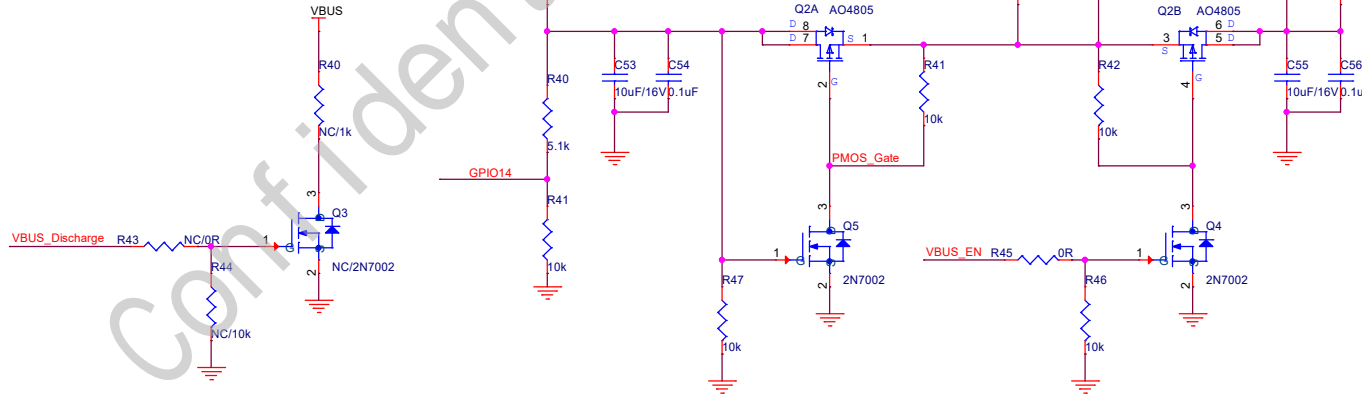 VBUS
Q2A AO4805
Q2B AO4805
D 8
D 7
S 1
2 G
3 S
6 D
5 D
4 G
R40
NC/1k
R40
5.1k
C53
10uF/16V
C54
0.1uF
R41
10k
R42
10k
C55
10uF/16V
C56
0.1u
GPIO14
PMOS_Gate
R41
10k
VBUS_Discharge R43 NC/0R
R44
NC/10k
3
1 G
2
Q3
NC/2N7002
R47
10k
3
1 G
2
Q5
2N7002
VBUS_EN R45 0R
R46
10k
3
1 G
2
Q4
2N7002
Confident